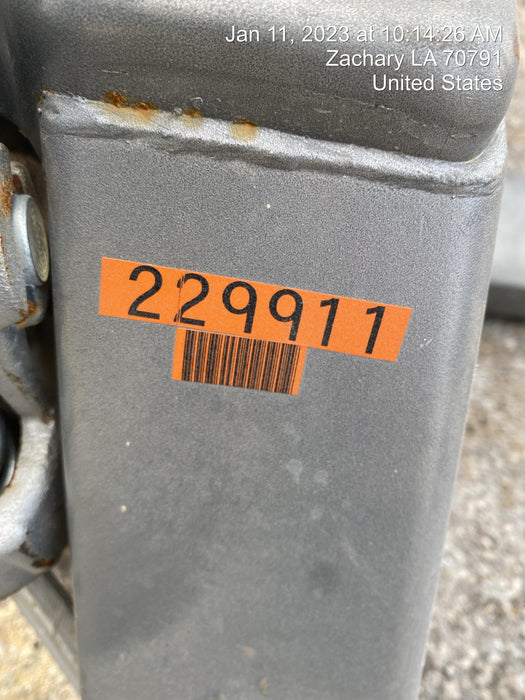 Jan 11, 2023 at 10:14:26 AM
Zachary LA 70791
United States
229911